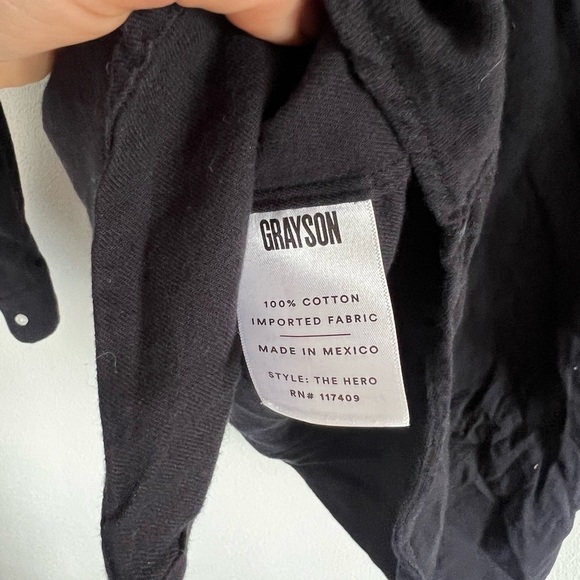 GRAYSON
100% COTTON
IMPORTED FABRIC
MADE IN MEXICO
STYLE: THE HERO
RN# 117409